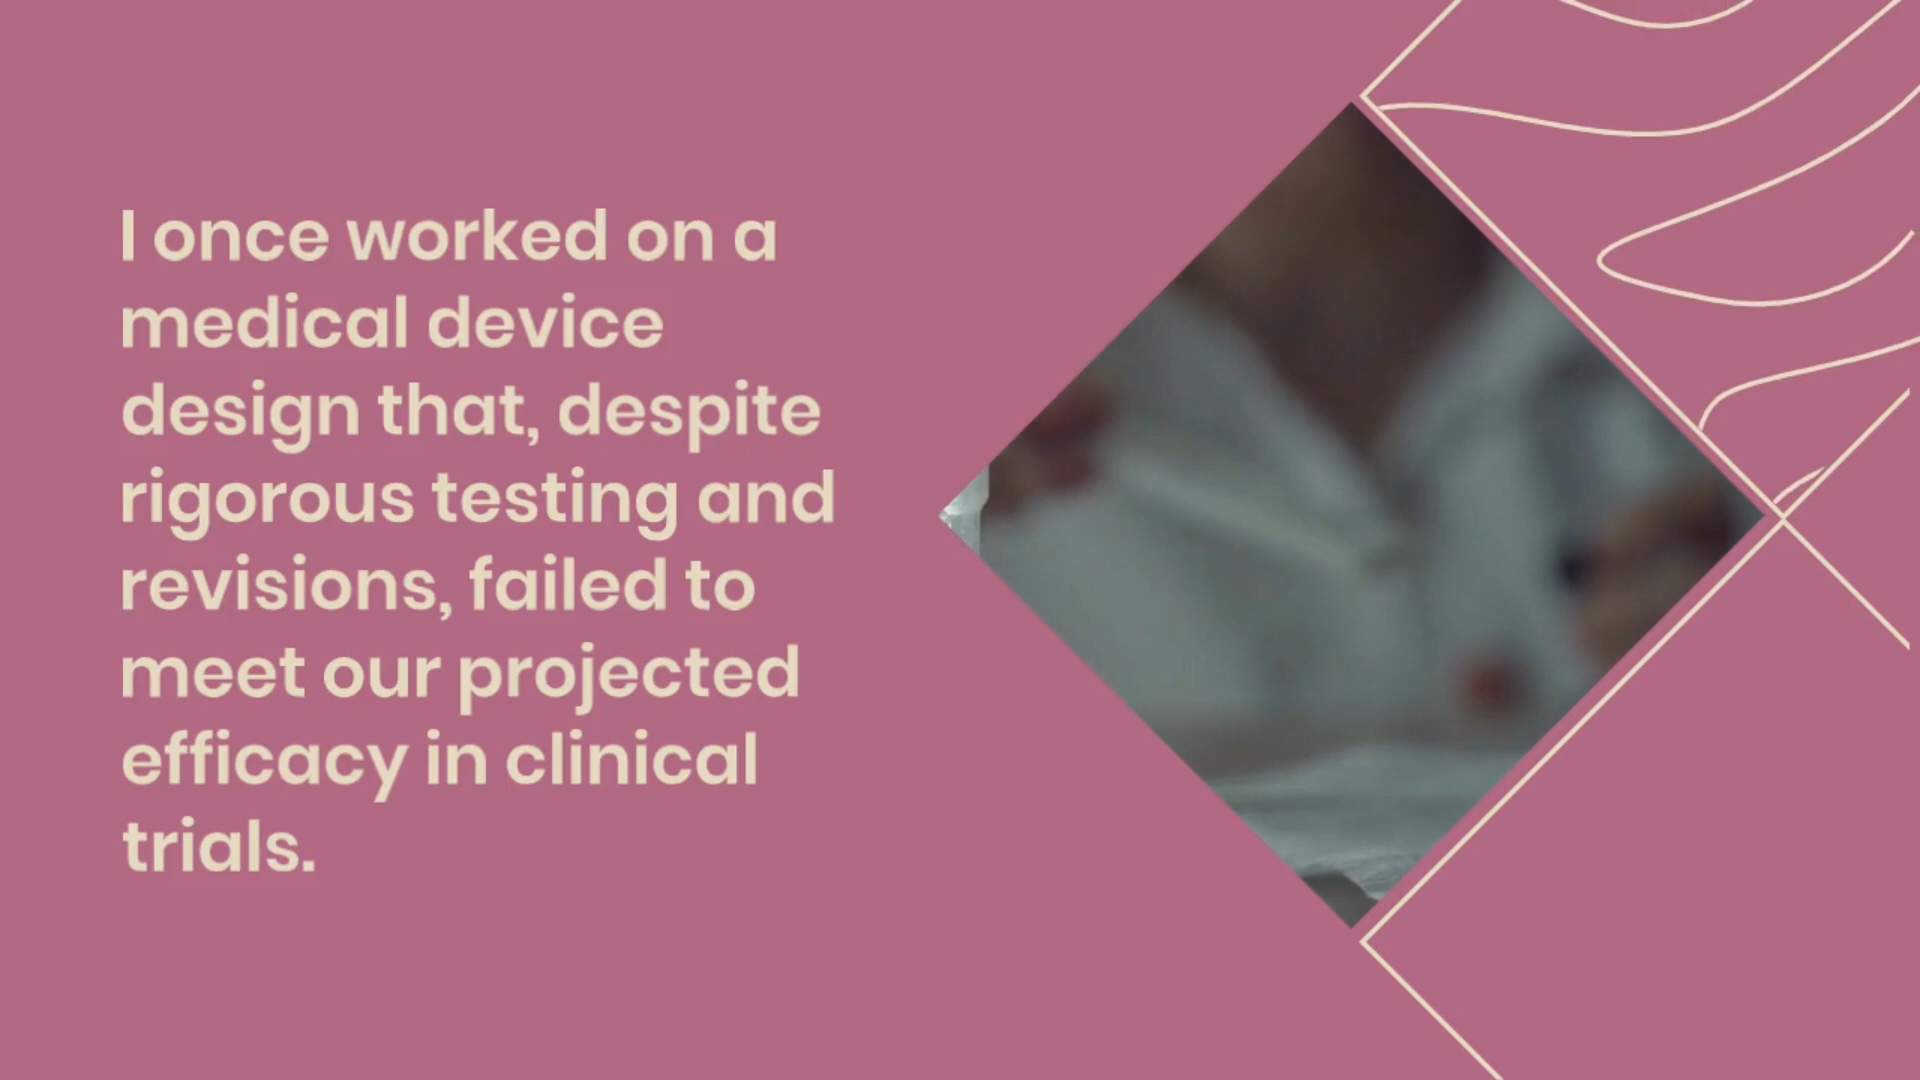 I once worked on a
medical device
design that, despite
rigorous testing and
revisions, failed to
meet our projected
efficacy in clinical
trials.